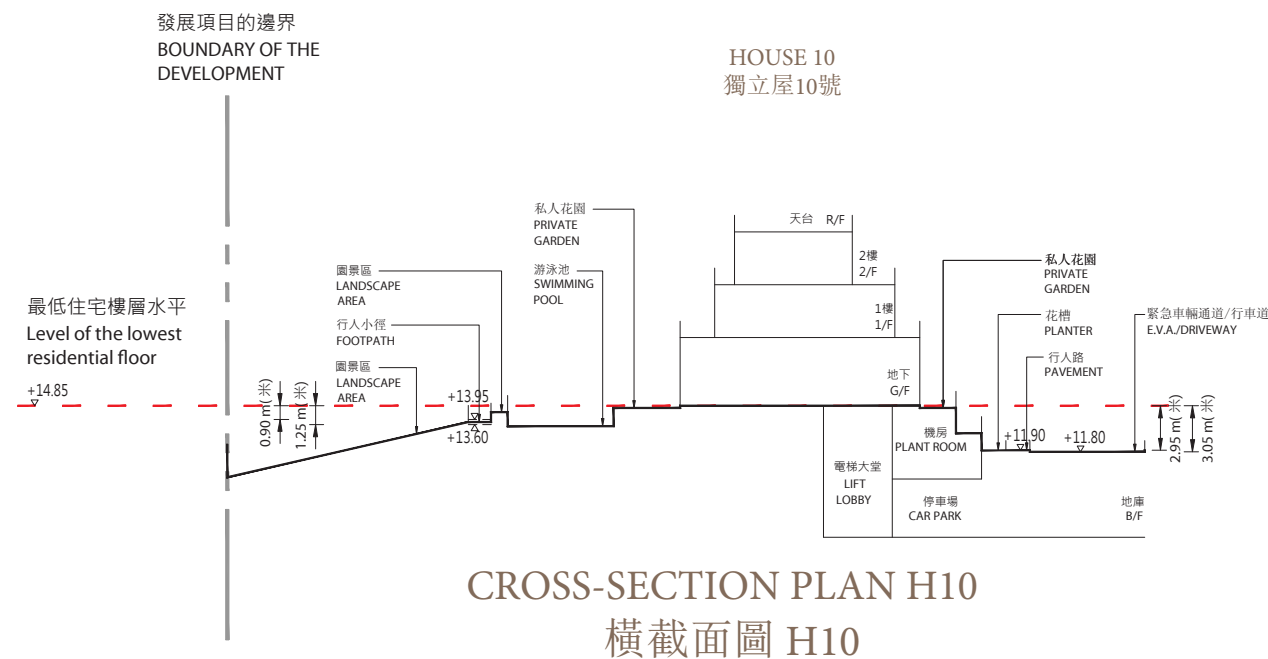 發展項目的邊界
BOUNDARY OF THE
DEVELOPMENT
HOUSE 10
獨立屋10號
最低住宅樓層水平
Level of the lowest
residential floor
+14.85
0.90 m(米)
1.25 m(米)
園景區
LANDSCAPE
AREA
行人小徑
FOOTPATH
園景區
LANDSCAPE
AREA
+13.95
+13.60
私人花園
PRIVATE
GARDEN
游泳池
SWIMMING
POOL
天台 R/F
2樓
2/F
1樓
1/F
地下
G/F
機房
PLANT ROOM
電梯大堂
LIFT
LOBBY
停車場
CAR PARK
地庫
B/F
私人花園
PRIVATE
GARDEN
花槽
PLANTER
行人路
PAVEMENT
緊急車輛通道/行車道
E.V.A./DRIVEWAY
+11.90
+11.80
2.95 m(米)
3.05 m(米)
CROSS-SECTION PLAN H10
橫截面圖 H10